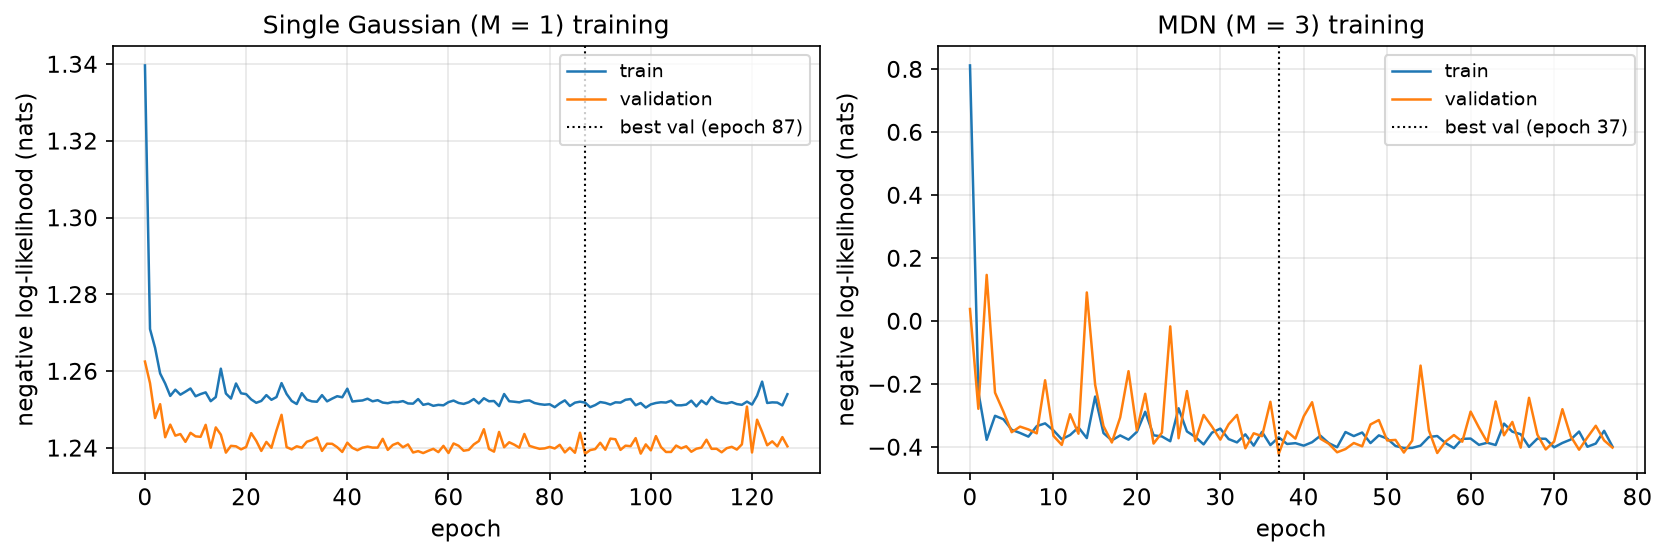 Single Gaussian (M = 1) training
negative log-likelihood (nats)
1.34
1.32
1.30
1.28
1.26
1.24
0
20
40
60
80
100
120
epoch
train
validation
best val (epoch 87)
MDN (M = 3) training
negative log-likelihood (nats)
0.8
0.6
0.4
0.2
0.0
−0.2
−0.4
0
10
20
30
40
50
60
70
80
epoch
train
validation
best val (epoch 37)